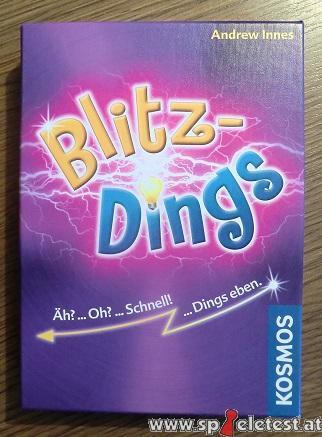 Andrew Innes
Blitz-
Dings
Äh? ... Oh? ... Schnell!
... Dings eben.
KOSMOS
www.spieletest.at